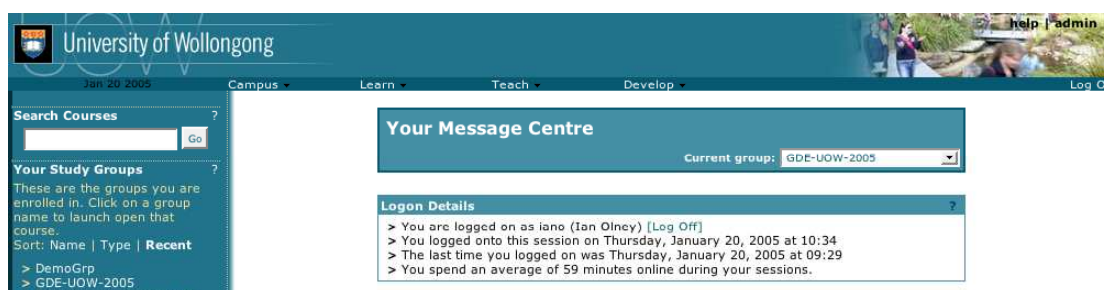 help | admin
University of Wollongong
Jan 20 2005 Campus Learn Teach Develop Log
Search Courses ?
Go
Your Study Groups ?
These are the groups you are
enrolled in. Click on a group
name to launch open that
course.
Sort: Name | Type | Recent
> DemoGrp
> GDE-UOW-2005
Your Message Centre
Current group: GDE-UOW-2005
Logon Details ?
> You are logged on as iano (Ian Olney) [Log Off]
> You logged onto this session on Thursday, January 20, 2005 at 10:34
> The last time you logged on was Thursday, January 20, 2005 at 09:29
> You spend an average of 59 minutes online during your sessions.